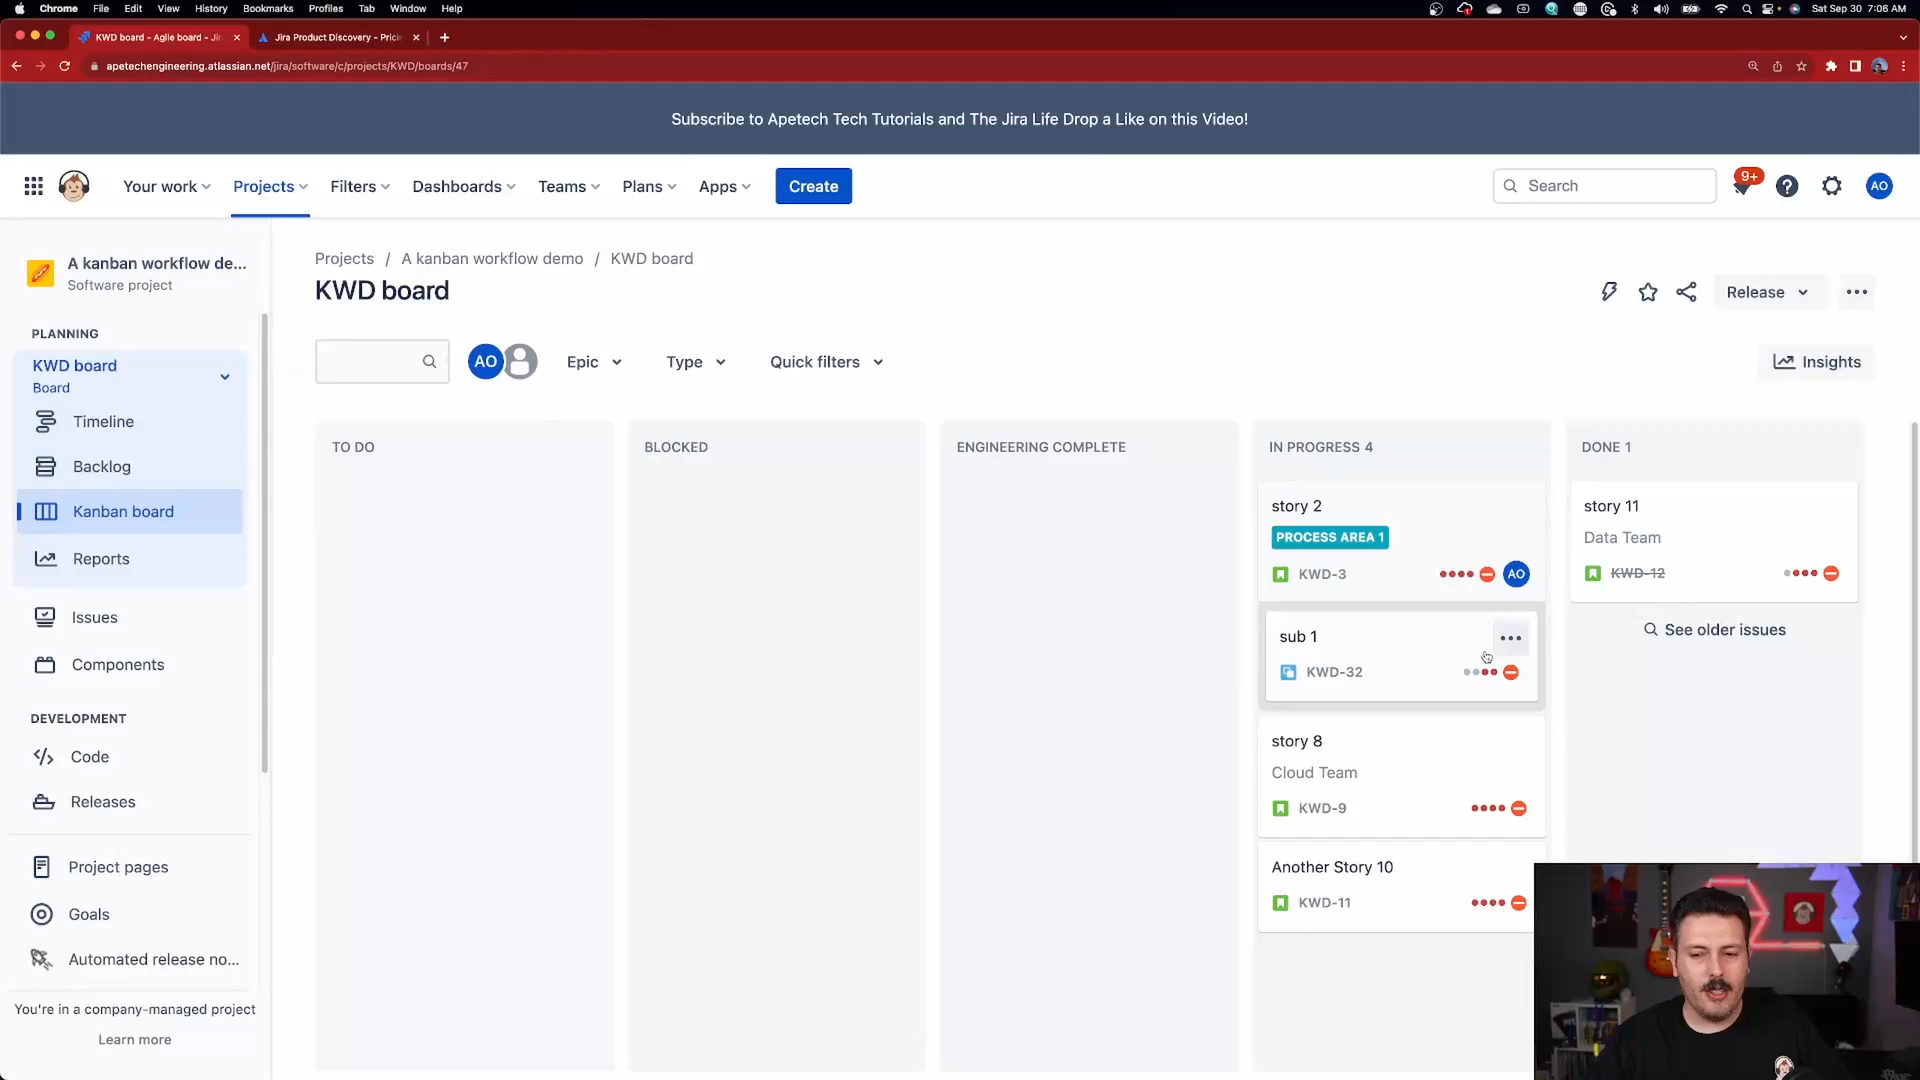 Chrome File Edit View History Bookmarks Profiles Tab Window Help
Sat Sep 30 7:06 AM
KWD board - Agile board - Jir
Jira Product Discovery - Prici
apetechengineering.atlassian.net/jira/software/c/projects/KWD/boards/47
Subscribe to Apetech Tech Tutorials and The Jira Life Drop a Like on this Video!
Your work Projects Filters Dashboards Teams Plans Apps Create
Search
9+
AO
A kanban workflow de...
Software project
PLANNING
KWD board
Board
Timeline
Backlog
Kanban board
Reports
Issues
Components
DEVELOPMENT
Code
Releases
Project pages
Goals
Automated release no...
You're in a company-managed project
Learn more
Projects / A kanban workflow demo / KWD board
KWD board
Release
AO
Epic
Type
Quick filters
Insights
TO DO
BLOCKED
ENGINEERING COMPLETE
IN PROGRESS 4
story 2
PROCESS AREA 1
KWD-3
AO
sub 1
KWD-32
story 8
Cloud Team
KWD-9
Another Story 10
KWD-11
DONE 1
story 11
Data Team
KWD-12
See older issues